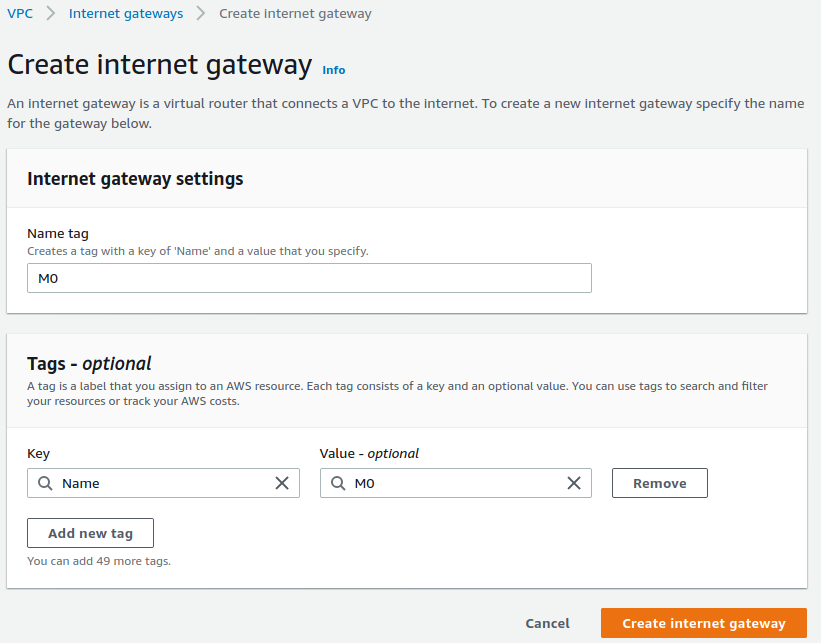 VPC Internet gateways Create internet gateway
Create internet gateway Info
An internet gateway is a virtual router that connects a VPC to the internet. To create a new internet gateway specify the name
for the gateway below.
Internet gateway settings
Name tag
Creates a tag with a key of 'Name' and a value that you specify.
M0
Tags - optional
A tag is a label that you assign to an AWS resource. Each tag consists of a key and an optional value. You can use tags to search and filter
your resources or track your AWS costs.
Key Value - optional
Name M0 Remove
Add new tag
You can add 49 more tags.
Cancel Create internet gateway